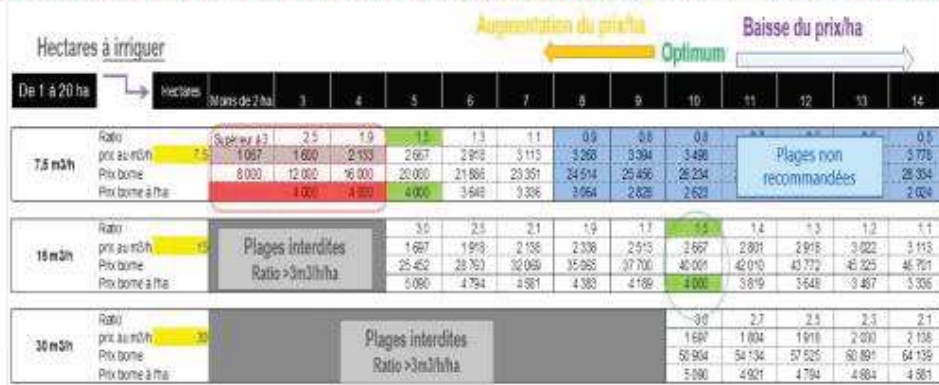 Augmentation du prix/ha
Baisse du prix/ha
Hectares à irriguer
Optimum
De 1 à 20 ha Hectares Moins de 2 ha 3 4 5 6 7 8 9 10 11 12 13 14
Ratio Supérieur à 3 2.5 1.9 1.5 1.3 1.1 0.9 0.8 0.8 0.5
7,5 m3/h prix au m3/h 7,5 1 067 1 600 2 133 2 667 2 918 3 113 3 268 3 394 3 498 Plages non 3 778
Prix borne 8 000 12 000 16 000 20 000 21 886 23 351 24 514 25 456 26 234 recommandées 28 334
Prix borne à l'ha 4 000 4 000 4 000 3 648 3 336 3 064 2 828 2 623 2 024
Ratio 3.0 2.5 2.1 1.9 1.7 1.5 1.4 1.3 1.2 1.1
15 m3/h prix au m3/h 15 Plages interdites 1 697 1 918 2 138 2 338 2 513 2 667 2 801 2 918 3 022 3 113
Prix borne Ratio >3m3/h/ha 25 452 28 763 32 069 35 065 37 700 40 001 42 010 43 772 45 325 46 701
Prix borne à l'ha 5 090 4 794 4 581 4 383 4 189 4 000 3 819 3 648 3 487 3 336
Ratio 3.0 2.7 2.5 2.3 2.1
30 m3/h prix au m3/h 30 Plages interdites 1 697 1 804 1 918 2 030 2 138
Prix borne Ratio >3m3/h/ha 50 904 54 134 57 525 60 891 64 139
Prix borne à l'ha 5 090 4 921 4 794 4 684 4 581